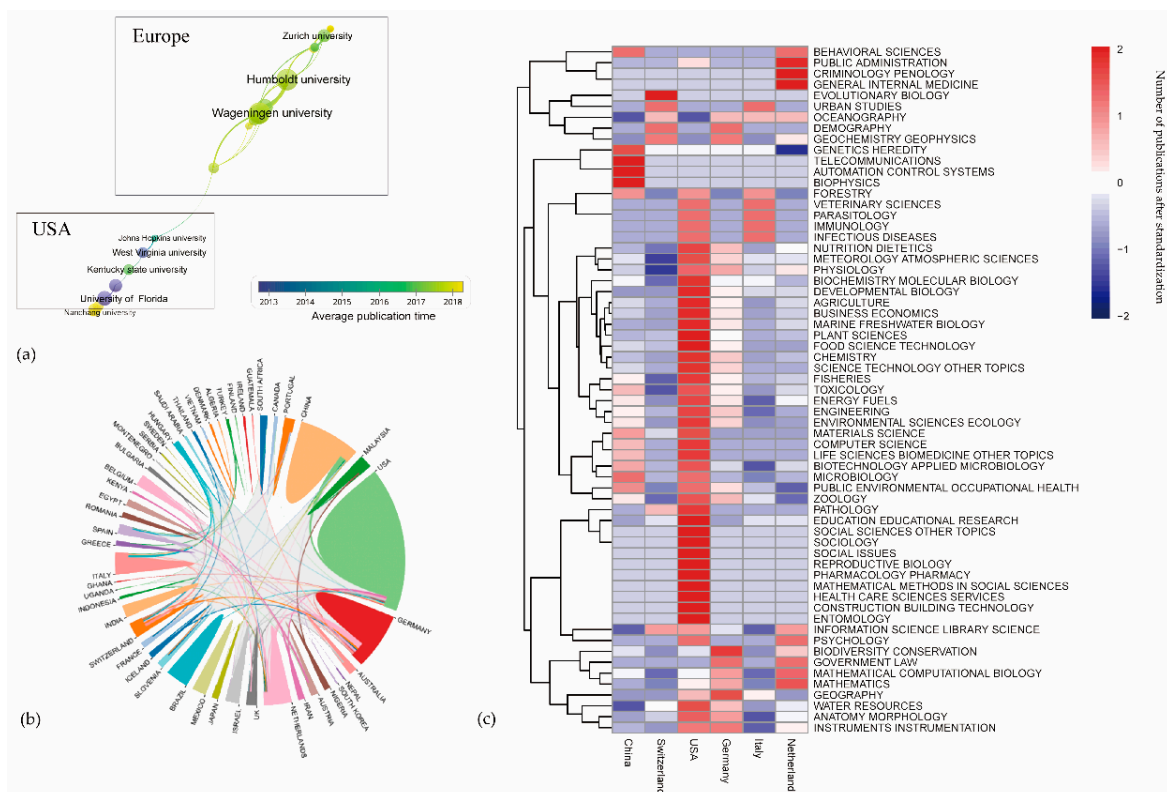 Europe
Zurich university
Humboldt university
Wageningen university
USA
Johns Hopkins university
West Virginia university
Kentucky state university
University of Florida
Nanchang university
2013 2014 2015 2016 2017 2018
Average publication time
(a)
SOUTH AFRICA
CANADA
PORTUGAL
CHINA
MALAYSIA
USA
GERMANY
AUSTRALIA
SOUTH KOREA
NEPAL
NIGERIA
AUSTRIA
IRAN
NETHERLANDS
UK
ISRAEL
JAPAN
MEXICO
BRAZIL
SLOVENIA
ICELAND
FRANCE
SWITZERLAND
INDIA
INDONESIA
UGANDA
GHANA
ITALY
GREECE
SPAIN
ROMANIA
EGYPT
KENYA
BELGIUM
BULGARIA
MONTENEGRO
SERBIA
SWEDEN
HUNGARY
SAUDI ARABIA
THAILAND
VIETNAM
DENMARK
ALGERIA
TURKEY
FINLAND
IRELAND
GUATEMALA
(b)
BEHAVIORAL SCIENCES
PUBLIC ADMINISTRATION
CRIMINOLOGY PENOLOGY
GENERAL INTERNAL MEDICINE
EVOLUTIONARY BIOLOGY
URBAN STUDIES
OCEANOGRAPHY
DEMOGRAPHY
GEOCHEMISTRY GEOPHYSICS
GENETICS HEREDITY
TELECOMMUNICATIONS
AUTOMATION CONTROL SYSTEMS
BIOPHYSICS
FORESTRY
VETERINARY SCIENCES
PARASITOLOGY
IMMUNOLOGY
INFECTIOUS DISEASES
NUTRITION DIETETICS
METEOROLOGY ATMOSPHERIC SCIENCES
PHYSIOLOGY
BIOCHEMISTRY MOLECULAR BIOLOGY
DEVELOPMENTAL BIOLOGY
AGRICULTURE
BUSINESS ECONOMICS
MARINE FRESHWATER BIOLOGY
PLANT SCIENCES
FOOD SCIENCE TECHNOLOGY
CHEMISTRY
SCIENCE TECHNOLOGY OTHER TOPICS
FISHERIES
TOXICOLOGY
ENERGY FUELS
ENGINEERING
ENVIRONMENTAL SCIENCES ECOLOGY
MATERIALS SCIENCE
COMPUTER SCIENCE
LIFE SCIENCES BIOMEDICINE OTHER TOPICS
BIOTECHNOLOGY APPLIED MICROBIOLOGY
MICROBIOLOGY
PUBLIC ENVIRONMENTAL OCCUPATIONAL HEALTH
ZOOLOGY
PATHOLOGY
EDUCATION EDUCATIONAL RESEARCH
SOCIAL SCIENCES OTHER TOPICS
SOCIOLOGY
SOCIAL ISSUES
REPRODUCTIVE BIOLOGY
PHARMACOLOGY PHARMACY
MATHEMATICAL METHODS IN SOCIAL SCIENCES
HEALTH CARE SCIENCES SERVICES
CONSTRUCTION BUILDING TECHNOLOGY
ENTOMOLOGY
INFORMATION SCIENCE LIBRARY SCIENCE
PSYCHOLOGY
BIODIVERSITY CONSERVATION
GOVERNMENT LAW
MATHEMATICAL COMPUTATIONAL BIOLOGY
MATHEMATICS
GEOGRAPHY
WATER RESOURCES
ANATOMY MORPHOLOGY
INSTRUMENTS INSTRUMENTATION
China
Switzerland
USA
Germany
Italy
Netherland
(c)
2
1
0
−1
−2
Number of publications after standardization